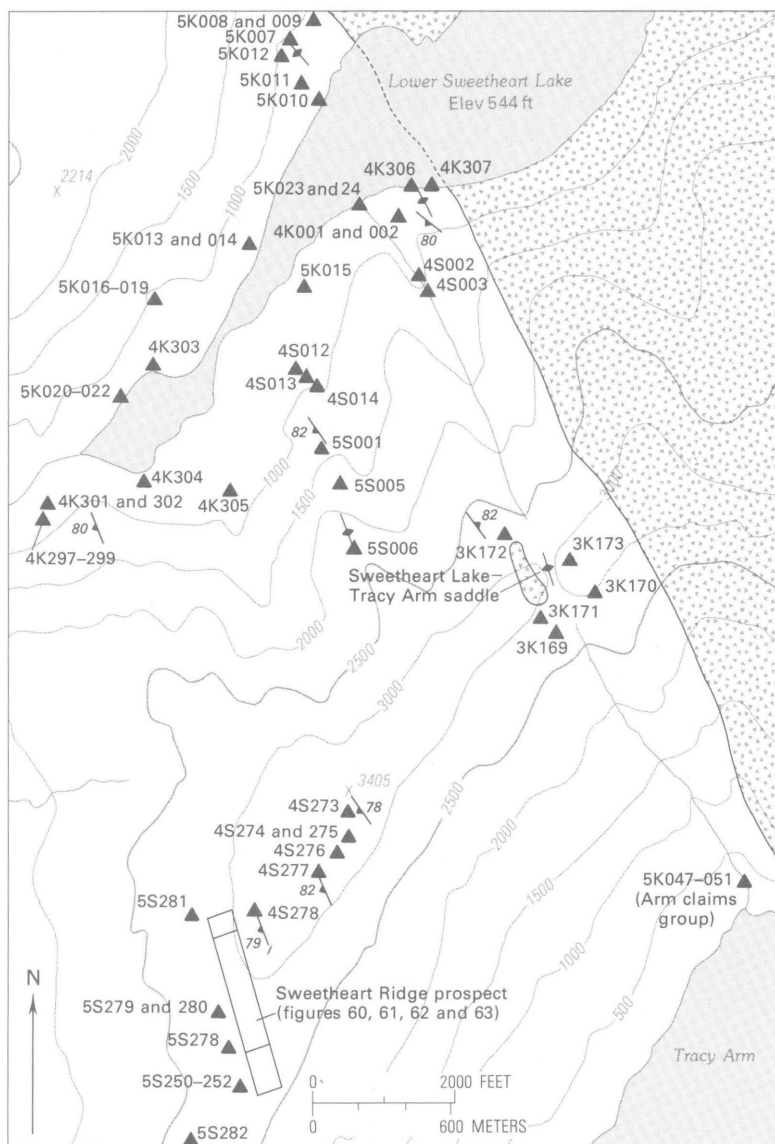 5K008 and 009
5K007
5K012
5K011
5K010
Lower Sweetheart Lake
Elev 544 ft
2000
1500
1000
2214
4K306
4K307
5K023 and 24
4K001 and 002
80
5K013 and 014
4S002
4S003
5K015
5K016–019
4K303
4S012
4S013
4S014
5K020–022
82
5S001
1000
1500
4K304
4K305
5S005
4K301 and 302
80
4K297–299
82
3K172
3000
5S006
3K173
Sweetheart Lake–
Tracy Arm saddle
3K170
3K171
3K169
2000
2500
3000
3405
4S273
78
4S274 and 275
4S276
4S277
82
2500
2000
1500
1000
500
5K047–051
(Arm claims
group)
5S281
4S278
79
N
Sweetheart Ridge prospect
(figures 60, 61, 62 and 63)
5S279 and 280
5S278
5S250–252
5S282
Tracy Arm
0
2000 FEET
0
600 METERS